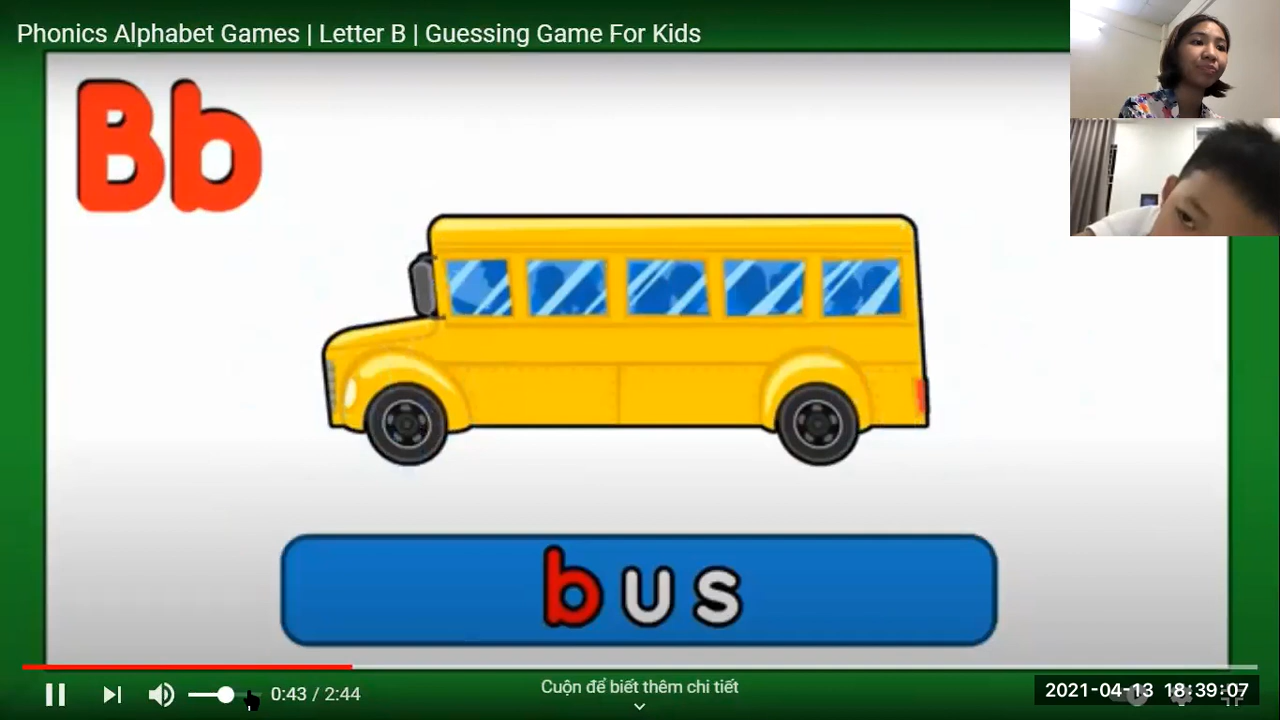 Phonics Alphabet Games | Letter B | Guessing Game For Kids
Bb
bus
0:43 / 2:44
Cuộn để biết thêm chi tiết
2021-04-13 18:39:07